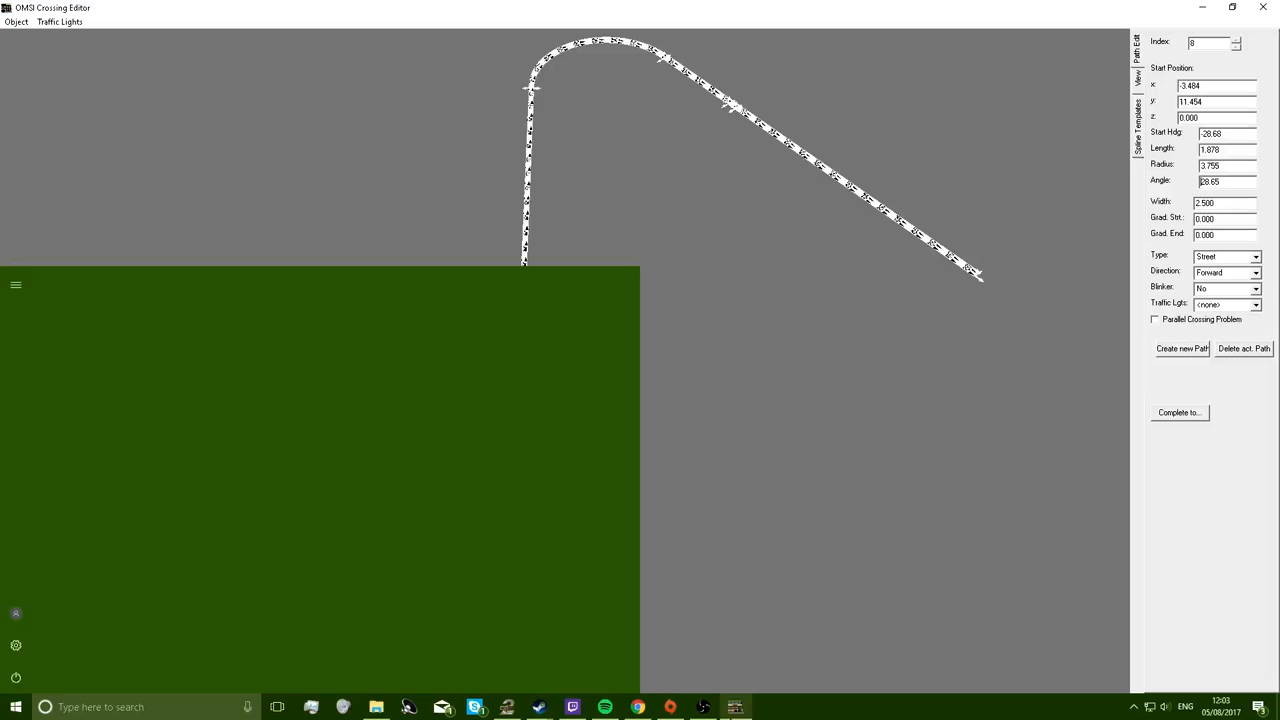 OMSI Crossing Editor
Object Traffic Lights
Path Edit
View
Spline Templates
Index: 8
Start Position:
x: -3.484
y: 11.454
z: 0.000
Start Hdg: -28.68
Length: 1.878
Radius: 3.755
Angle: 28.65
Width: 2.500
Grad. Strt.: 0.000
Grad. End: 0.000
Type: Street
Direction: Forward
Blinker: No
Traffic Lgts: <none>
Parallel Crossing Problem
Create new Path Delete act. Path
Complete to...
Type here to search
ENG
12:03
05/08/2017